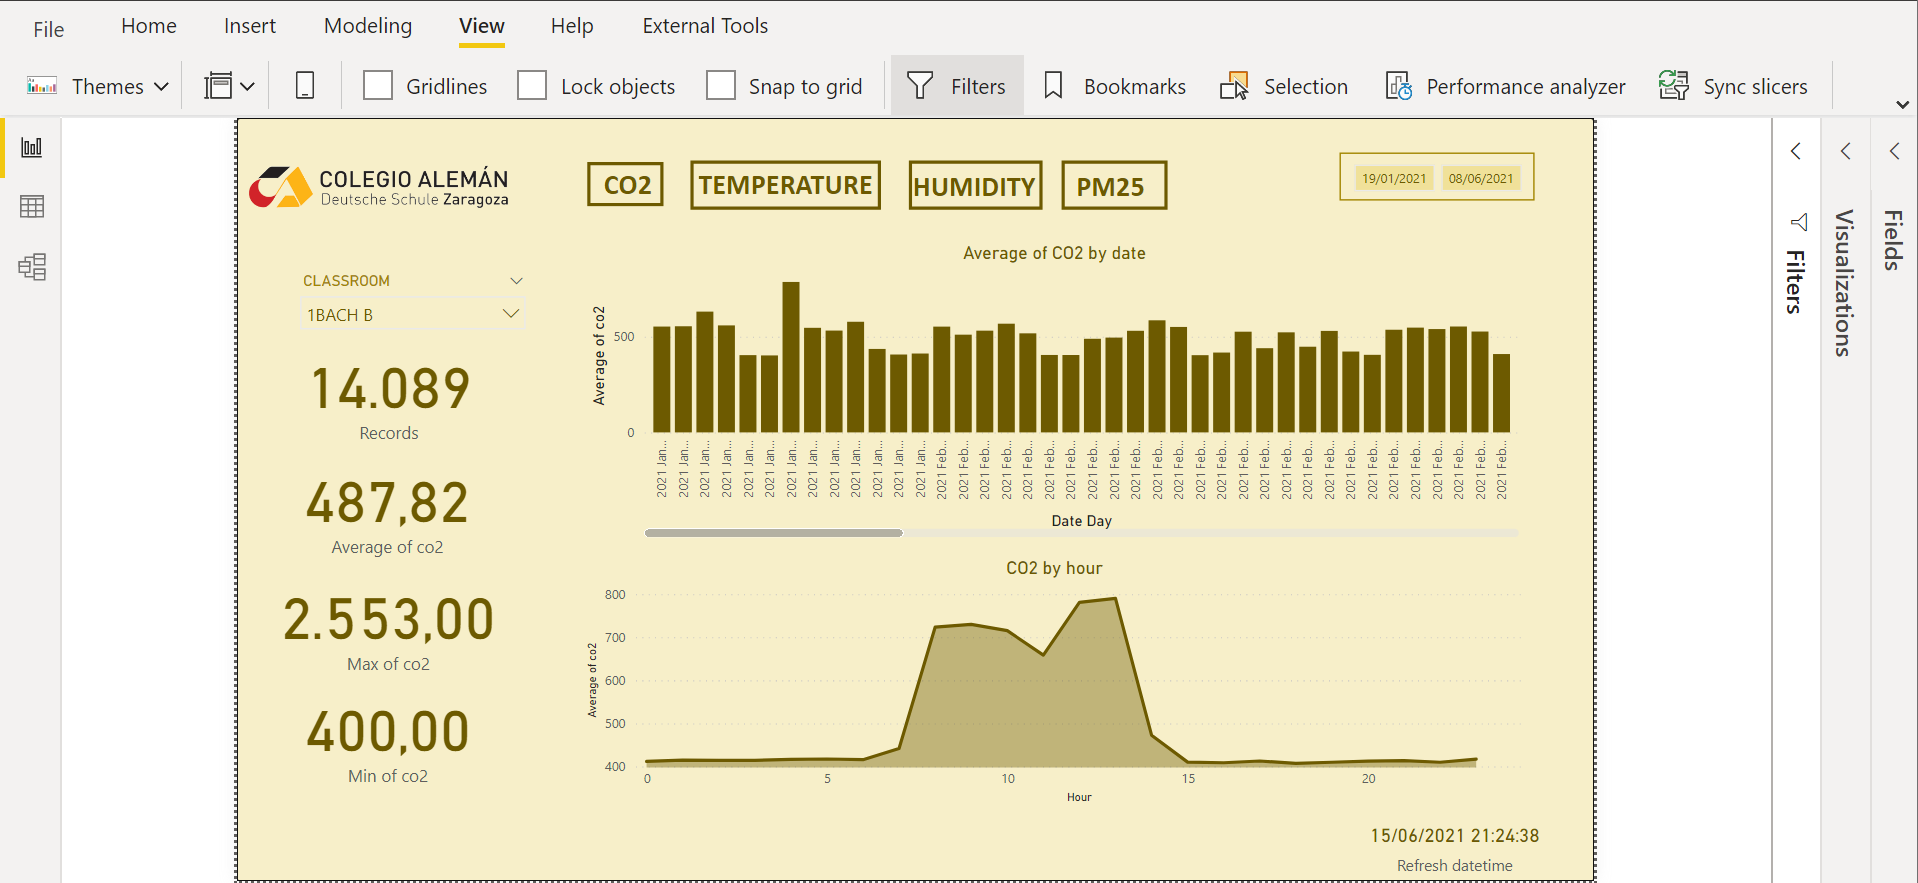 File Home Insert Modeling View Help External Tools
Themes Gridlines Lock objects Snap to grid Filters Bookmarks Selection Performance analyzer Sync slicers
COLEGIO ALEMÁN
Deutsche Schule Zaragoza
CO2 TEMPERATURE HUMIDITY PM25
19/01/2021 08/06/2021
CLASSROOM
1BACH B
14.089
Records
487,82
Average of co2
2.553,00
Max of co2
400,00
Min of co2
Average of CO2 by date
Average of co2
500
0
2021 Jan... 2021 Jan... 2021 Jan... 2021 Jan... 2021 Jan... 2021 Jan... 2021 Jan... 2021 Jan... 2021 Jan... 2021 Jan... 2021 Jan... 2021 Jan... 2021 Jan... 2021 Feb... 2021 Feb... 2021 Feb... 2021 Feb... 2021 Feb... 2021 Feb... 2021 Feb... 2021 Feb... 2021 Feb... 2021 Feb... 2021 Feb... 2021 Feb... 2021 Feb... 2021 Feb... 2021 Feb... 2021 Feb... 2021 Feb... 2021 Feb... 2021 Feb... 2021 Feb... 2021 Feb... 2021 Feb... 2021 Feb... 2021 Feb... 2021 Feb... 2021 Feb... 2021 Feb...
Date Day
CO2 by hour
Average of co2
800
700
600
500
400
0 5 10 15 20
Hour
15/06/2021 21:24:38
Refresh datetime
Filters
Visualizations
Fields